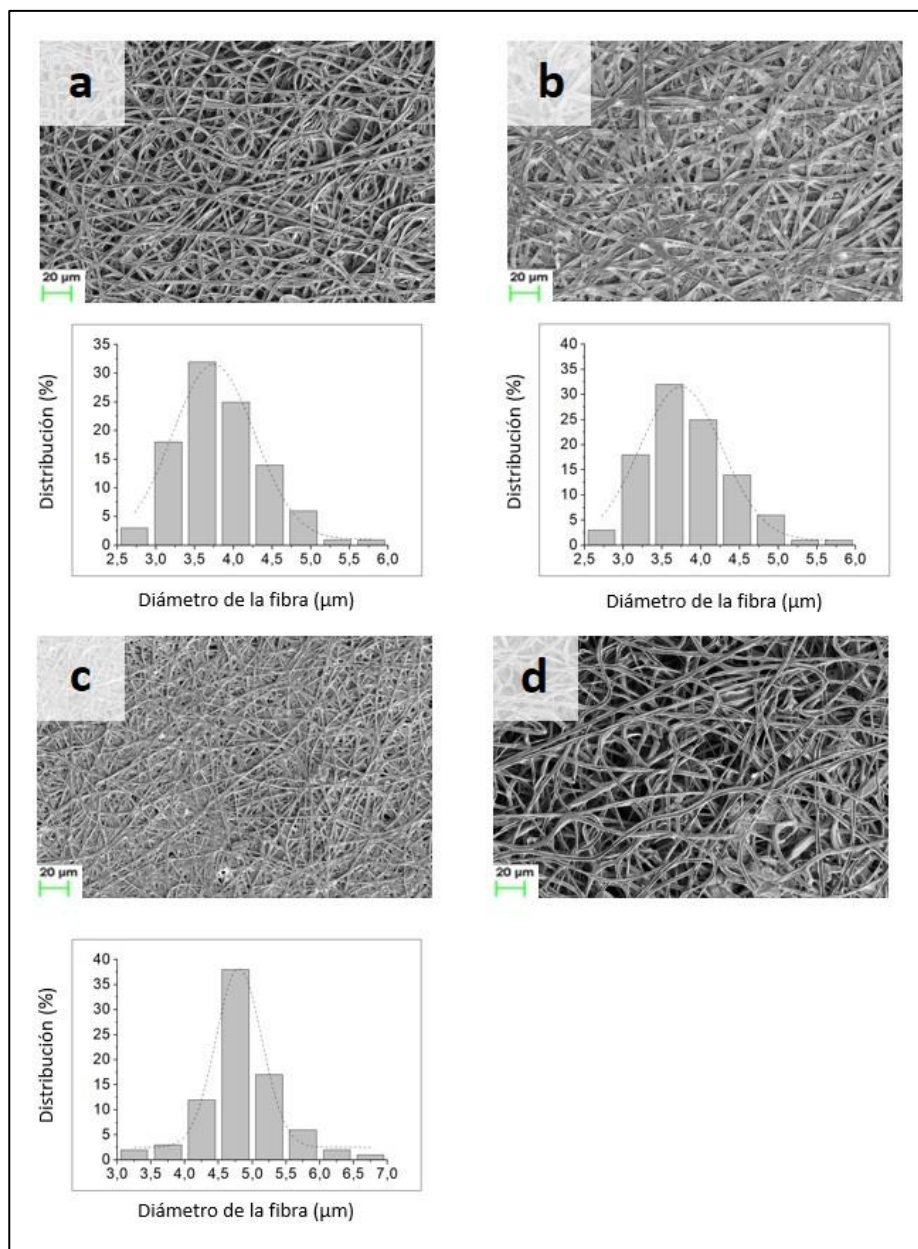 a
b
20 µm
20 µm
Distribución (%)
35
30
25
20
15
10
5
0
2,5 3,0 3,5 4,0 4,5 5,0 5,5 6,0
Diámetro de la fibra (µm)
Distribución (%)
40
35
30
25
20
15
10
5
0
2,5 3,0 3,5 4,0 4,5 5,0 5,5 6,0
Diámetro de la fibra (µm)
c
d
20 µm
20 µm
Distribución (%)
40
35
30
25
20
15
10
5
0
3,0 3,5 4,0 4,5 5,0 5,5 6,0 6,5 7,0
Diámetro de la fibra (µm)